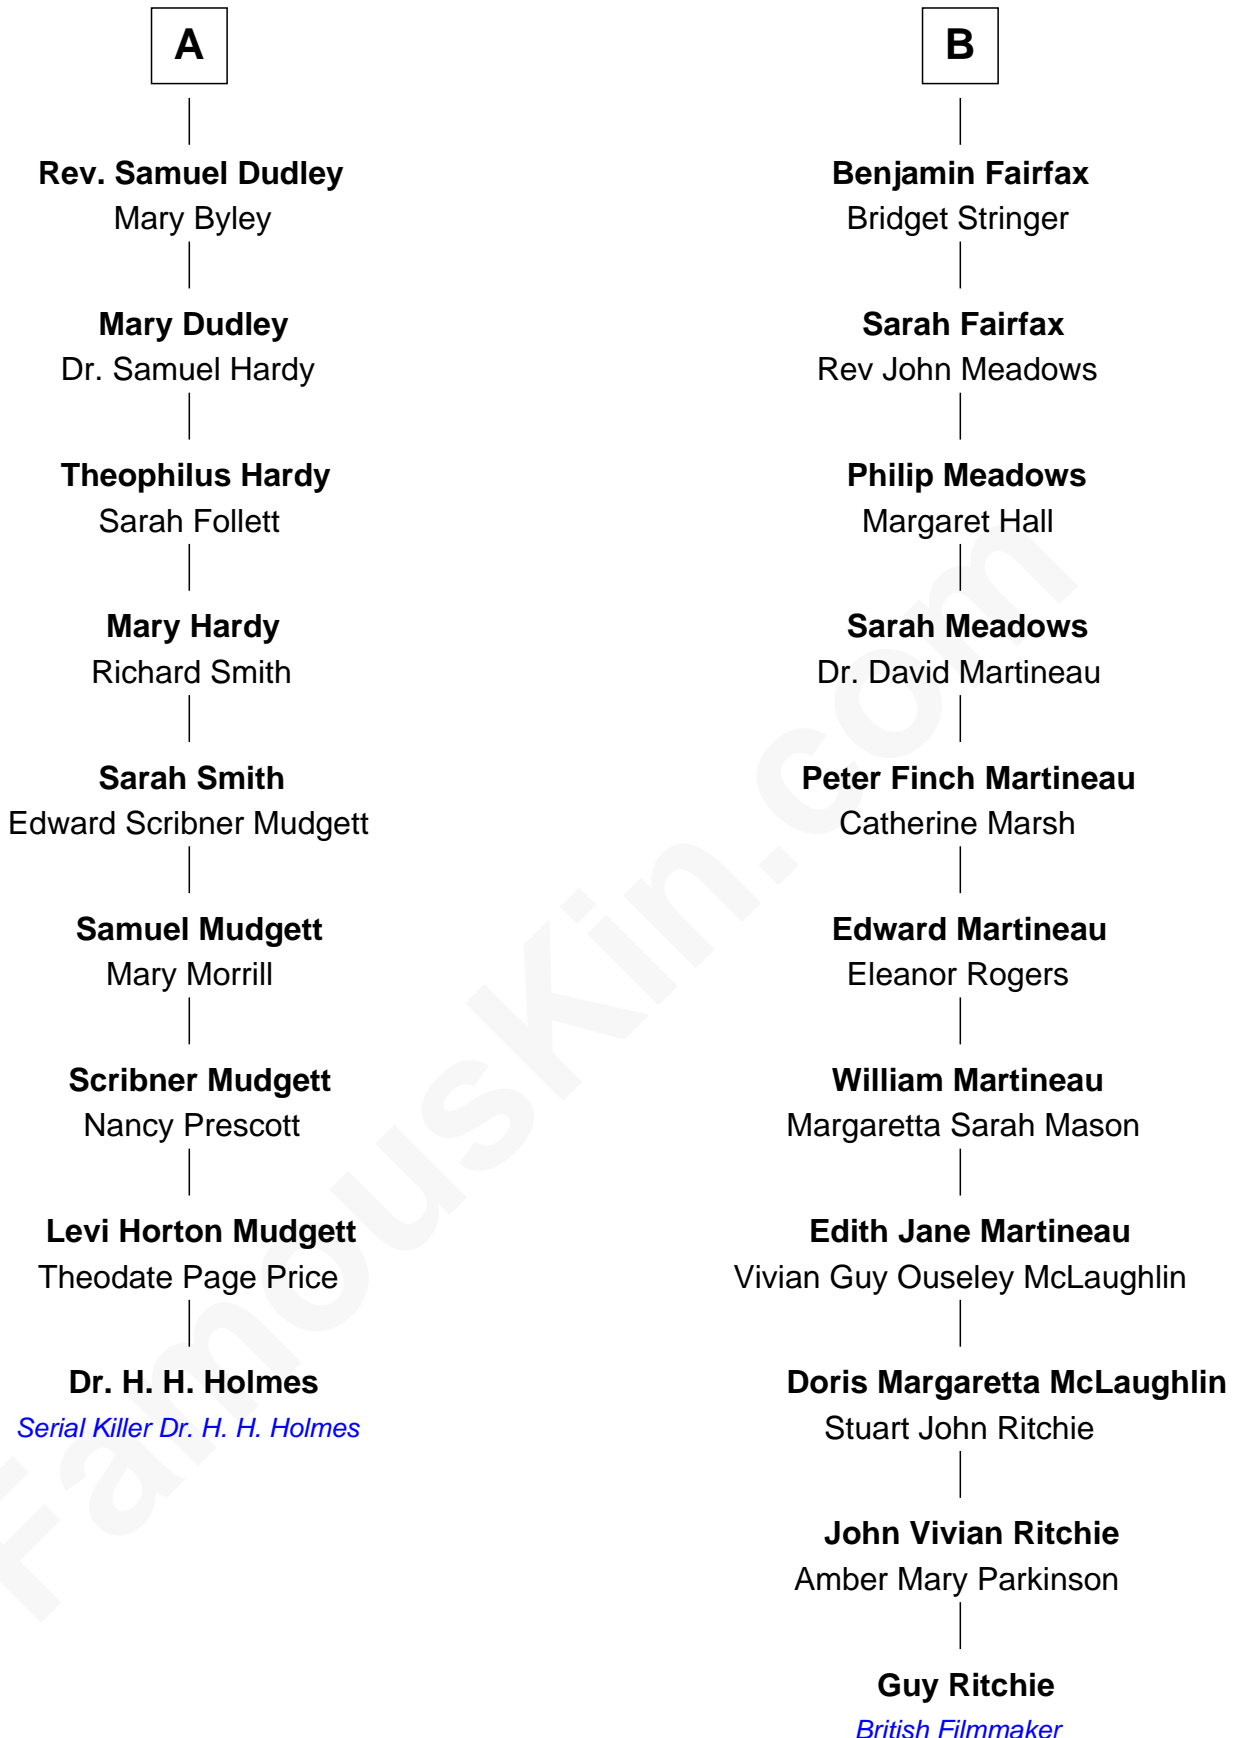 A
Rev. Samuel Dudley
Mary Byley
Mary Dudley
Dr. Samuel Hardy
Theophilus Hardy
Sarah Follett
Mary Hardy
Richard Smith
Sarah Smith
Edward Scribner Mudgett
Samuel Mudgett
Mary Morrill
Scribner Mudgett
Nancy Prescott
Levi Horton Mudgett
Theodate Page Price
Dr. H. H. Holmes
Serial Killer Dr. H. H. Holmes
B
Benjamin Fairfax
Bridget Stringer
Sarah Fairfax
Rev John Meadows
Philip Meadows
Margaret Hall
Sarah Meadows
Dr. David Martineau
Peter Finch Martineau
Catherine Marsh
Edward Martineau
Eleanor Rogers
William Martineau
Margaretta Sarah Mason
Edith Jane Martineau
Vivian Guy Ouseley McLaughlin
Doris Margaretta McLaughlin
Stuart John Ritchie
John Vivian Ritchie
Amber Mary Parkinson
Guy Ritchie
British Filmmaker
FamousKin.com